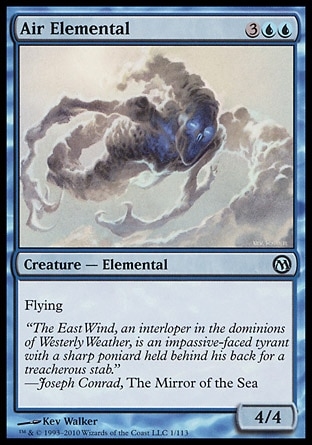 Air Elemental 3
Creature — Elemental
Flying
“The East Wind, an interloper in the dominions
of Westerly Weather, is an impassive-faced tyrant
with a sharp poniard held behind his back for a
treacherous stab.”
—Joseph Conrad, The Mirror of the Sea
Kev Walker
™ & © 1993-2010 Wizards of the Coast LLC 1/113
4/4